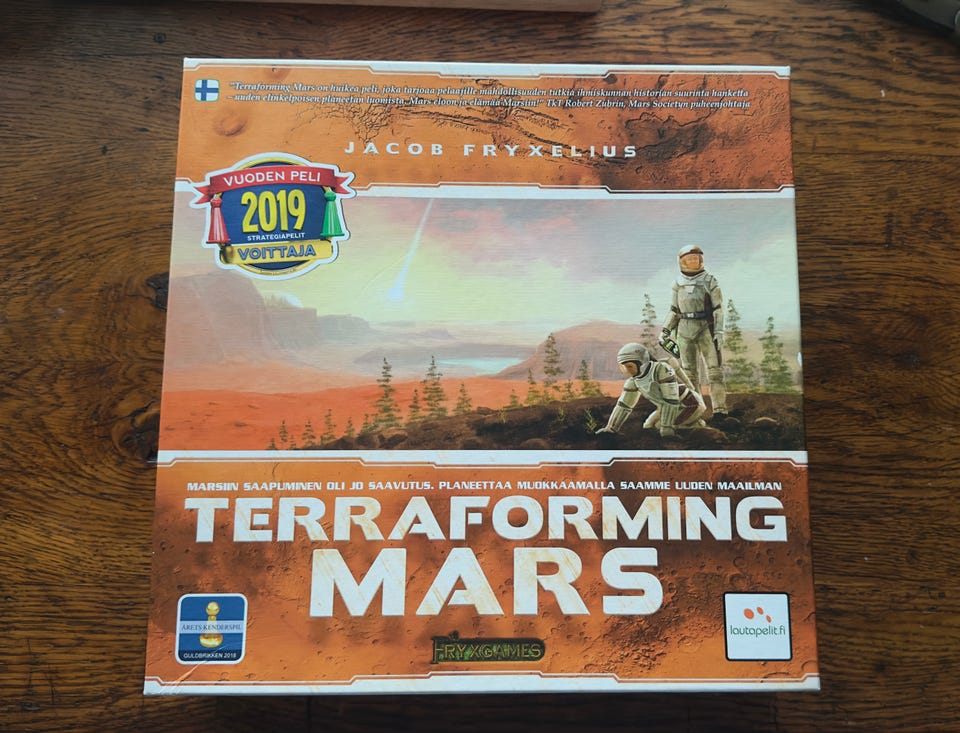 "Terraforming Mars on huikea peli, joka tarjoaa pelaajille mahdollisuuden tutkia ihmiskunnan historian suurinta hanketta
– uuden elinkelpoisen planeetan luomista. Mars eloon ja elämää Marsiin!" TkT Robert Zubrin, Mars Societyn puheenjohtaja
JACOB FRYXELIUS
VUODEN PELI
2019
STRATEGIAPELIT
VOITTAJA
MARSIIN SAAPUMINEN OLI JO SAAVUTUS. PLANEETTAA MUOKKAAMALLA SAAMME UUDEN MAAILMAN
TERRAFORMING
MARS
ÅRETS KENDERSPIL
GULDBRIKKEN 2018
FRYXGAMES
lautapelit.fi